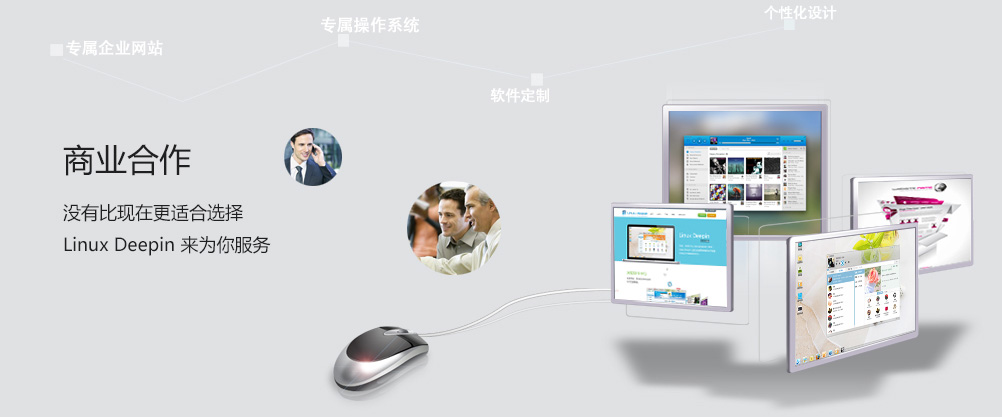 专属企业网站
专属操作系统
软件定制
个性化设计
商业合作
没有比现在更适合选择
Linux Deepin 来为你服务
Linux Deepin